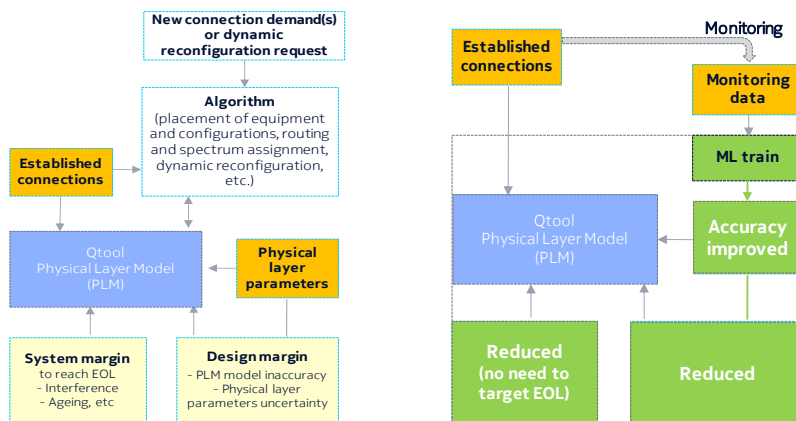 New connection demand(s)
or dynamic
reconfiguration request
Algorithm
(placement of equipment
and configurations, routing
and spectrum assignment,
dynamic reconfiguration,
etc.)
Established
connections
Qtool
Physical Layer Model
(PLM)
Physical
layer
parameters
System margin
to reach EOL
- Interference
- Ageing, etc
Design margin
- PLM model inaccuracy
- Physical layer
parameters uncertainty
Monitoring
Established
connections
Monitoring
data
ML train
Qtool
Physical Layer Model
(PLM)
Accuracy
improved
Reduced
(no need to
target EOL)
Reduced